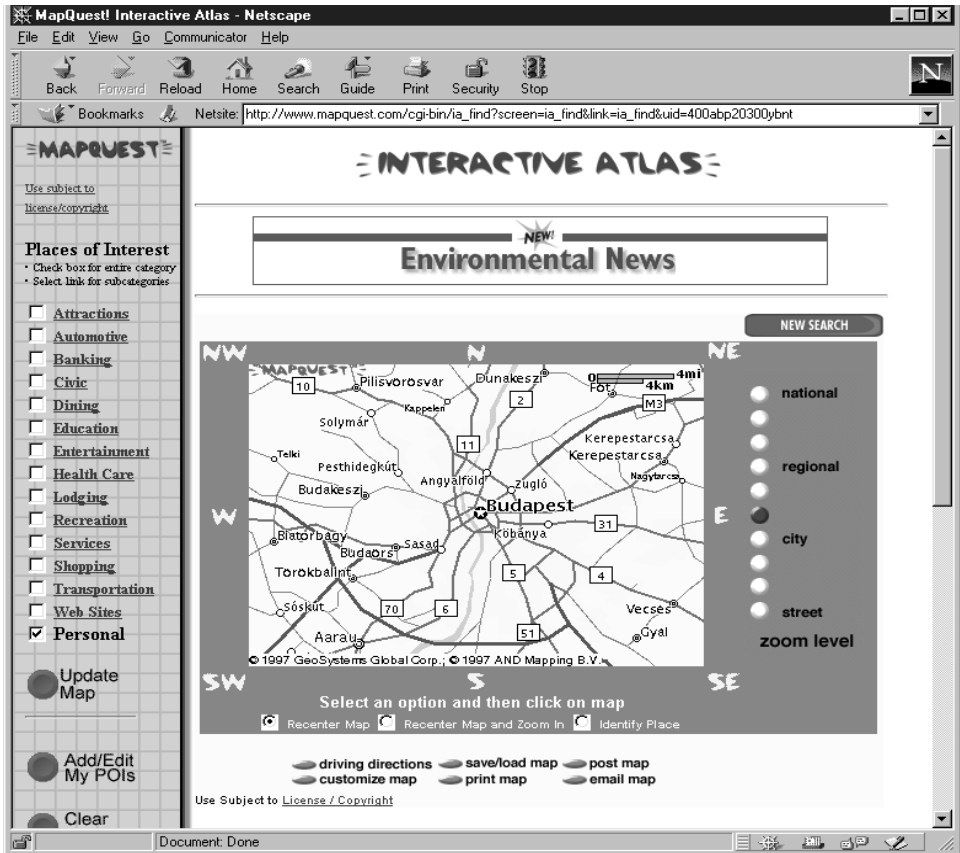 MapQuest! Interactive Atlas - Netscape
File Edit View Go Communicator Help
Back Forward Reload Home Search Guide Print Security Stop
N
Bookmarks Netsite: http://www.mapquest.com/cgi-bin/ia_find?screen=ia_find&link=ia_find&uid=400abp20300ybnt
MAPQUEST
Use subject to
license/copyright
Places of Interest
• Check box for entire category
• Select link for subcategories
Attractions
Automotive
Banking
Civic
Dining
Education
Entertainment
Health Care
Lodging
Recreation
Services
Shopping
Transportation
Web Sites
Personal
Update
Map
Add/Edit
My POIs
Clear
INTERACTIVE ATLAS
NEW!
Environmental News
NEW SEARCH
NW N NE
MAPQUEST
0 4mi
4km
10 Pilisvörösvár Dunakeszi Fót
Kappelen 2 M3
Solymár
11 Kerepestarcsa
Telki Kerepestarcsa
Pesthidegkút Angyalföld Zugló Nagytarcsa
Budakeszi
Budapest
W E
31
Biatorbágy Sasad Köbánya
Budaörs
Törökbálint 5 4
Sóskút 70 6 Vecses
Aarau 51 Gyál
© 1997 GeoSystems Global Corp.; © 1997 AND Mapping B.V.
SW S SE
Select an option and then click on map
Recenter Map Recenter Map and Zoom In Identify Place
national
regional
city
street
zoom level
driving directions save/load map post map
customize map print map email map
Use Subject to License / Copyright
Document: Done